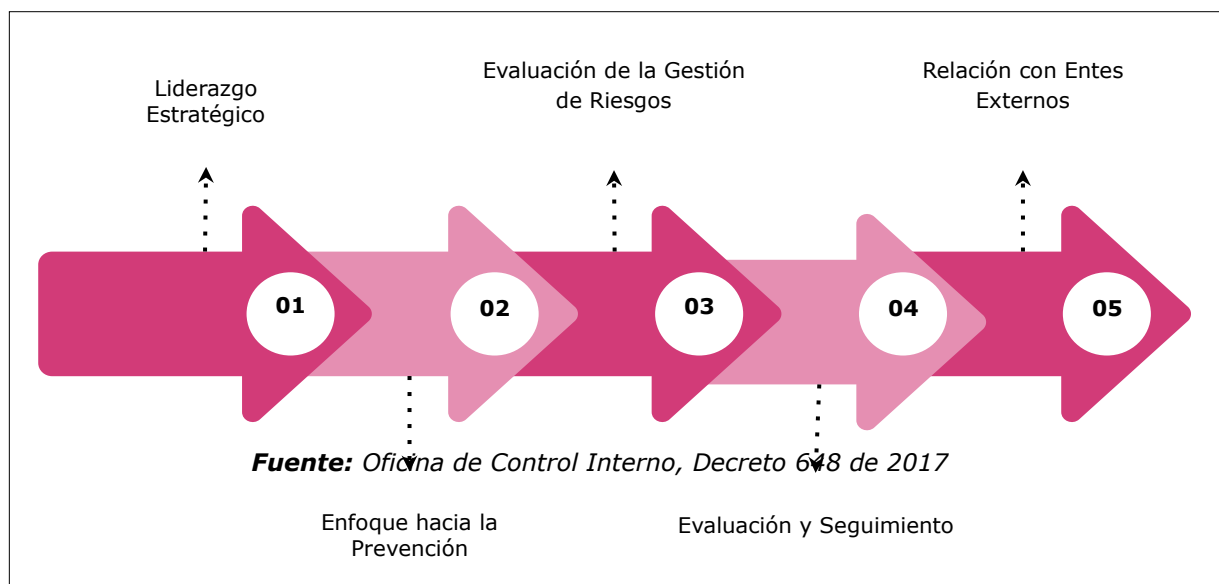 Liderazgo
Estratégico
Evaluación de la Gestión
de Riesgos
Relación con Entes
Externos
01
02
03
04
05
Fuente: Oficina de Control Interno, Decreto 648 de 2017
Enfoque hacia la
Prevención
Evaluación y Seguimiento